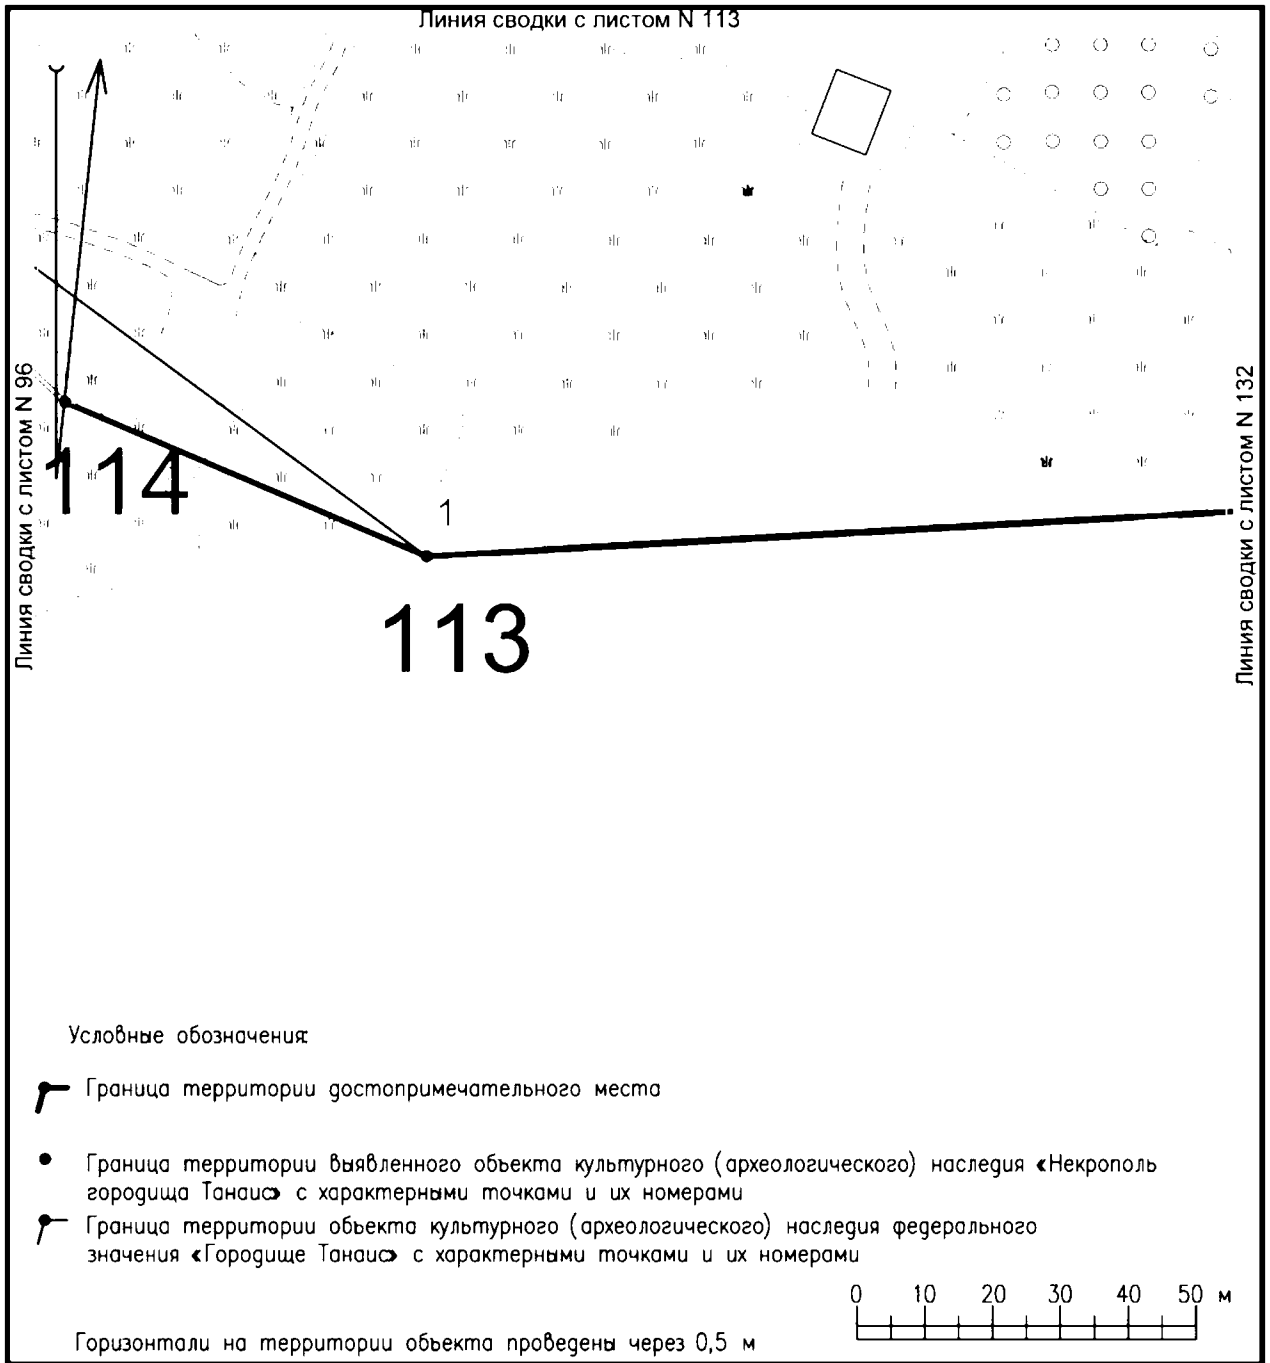 Линия сводки с листом N 113
Линия сводки с листом N 96
Линия сводки с листом N 132
114
1
113
Условные обозначения:
Граница территории достопримечательного места
Граница территории выявленного объекта культурного (археологического) наследия «Некрополь
городища Танаис» с характерными точками и их номерами
Граница территории объекта культурного (археологического) наследия федерального
значения «Городище Танаис» с характерными точками и их номерами
0 10 20 30 40 50 м
Горизонтали на территории объекта проведены через 0,5 м